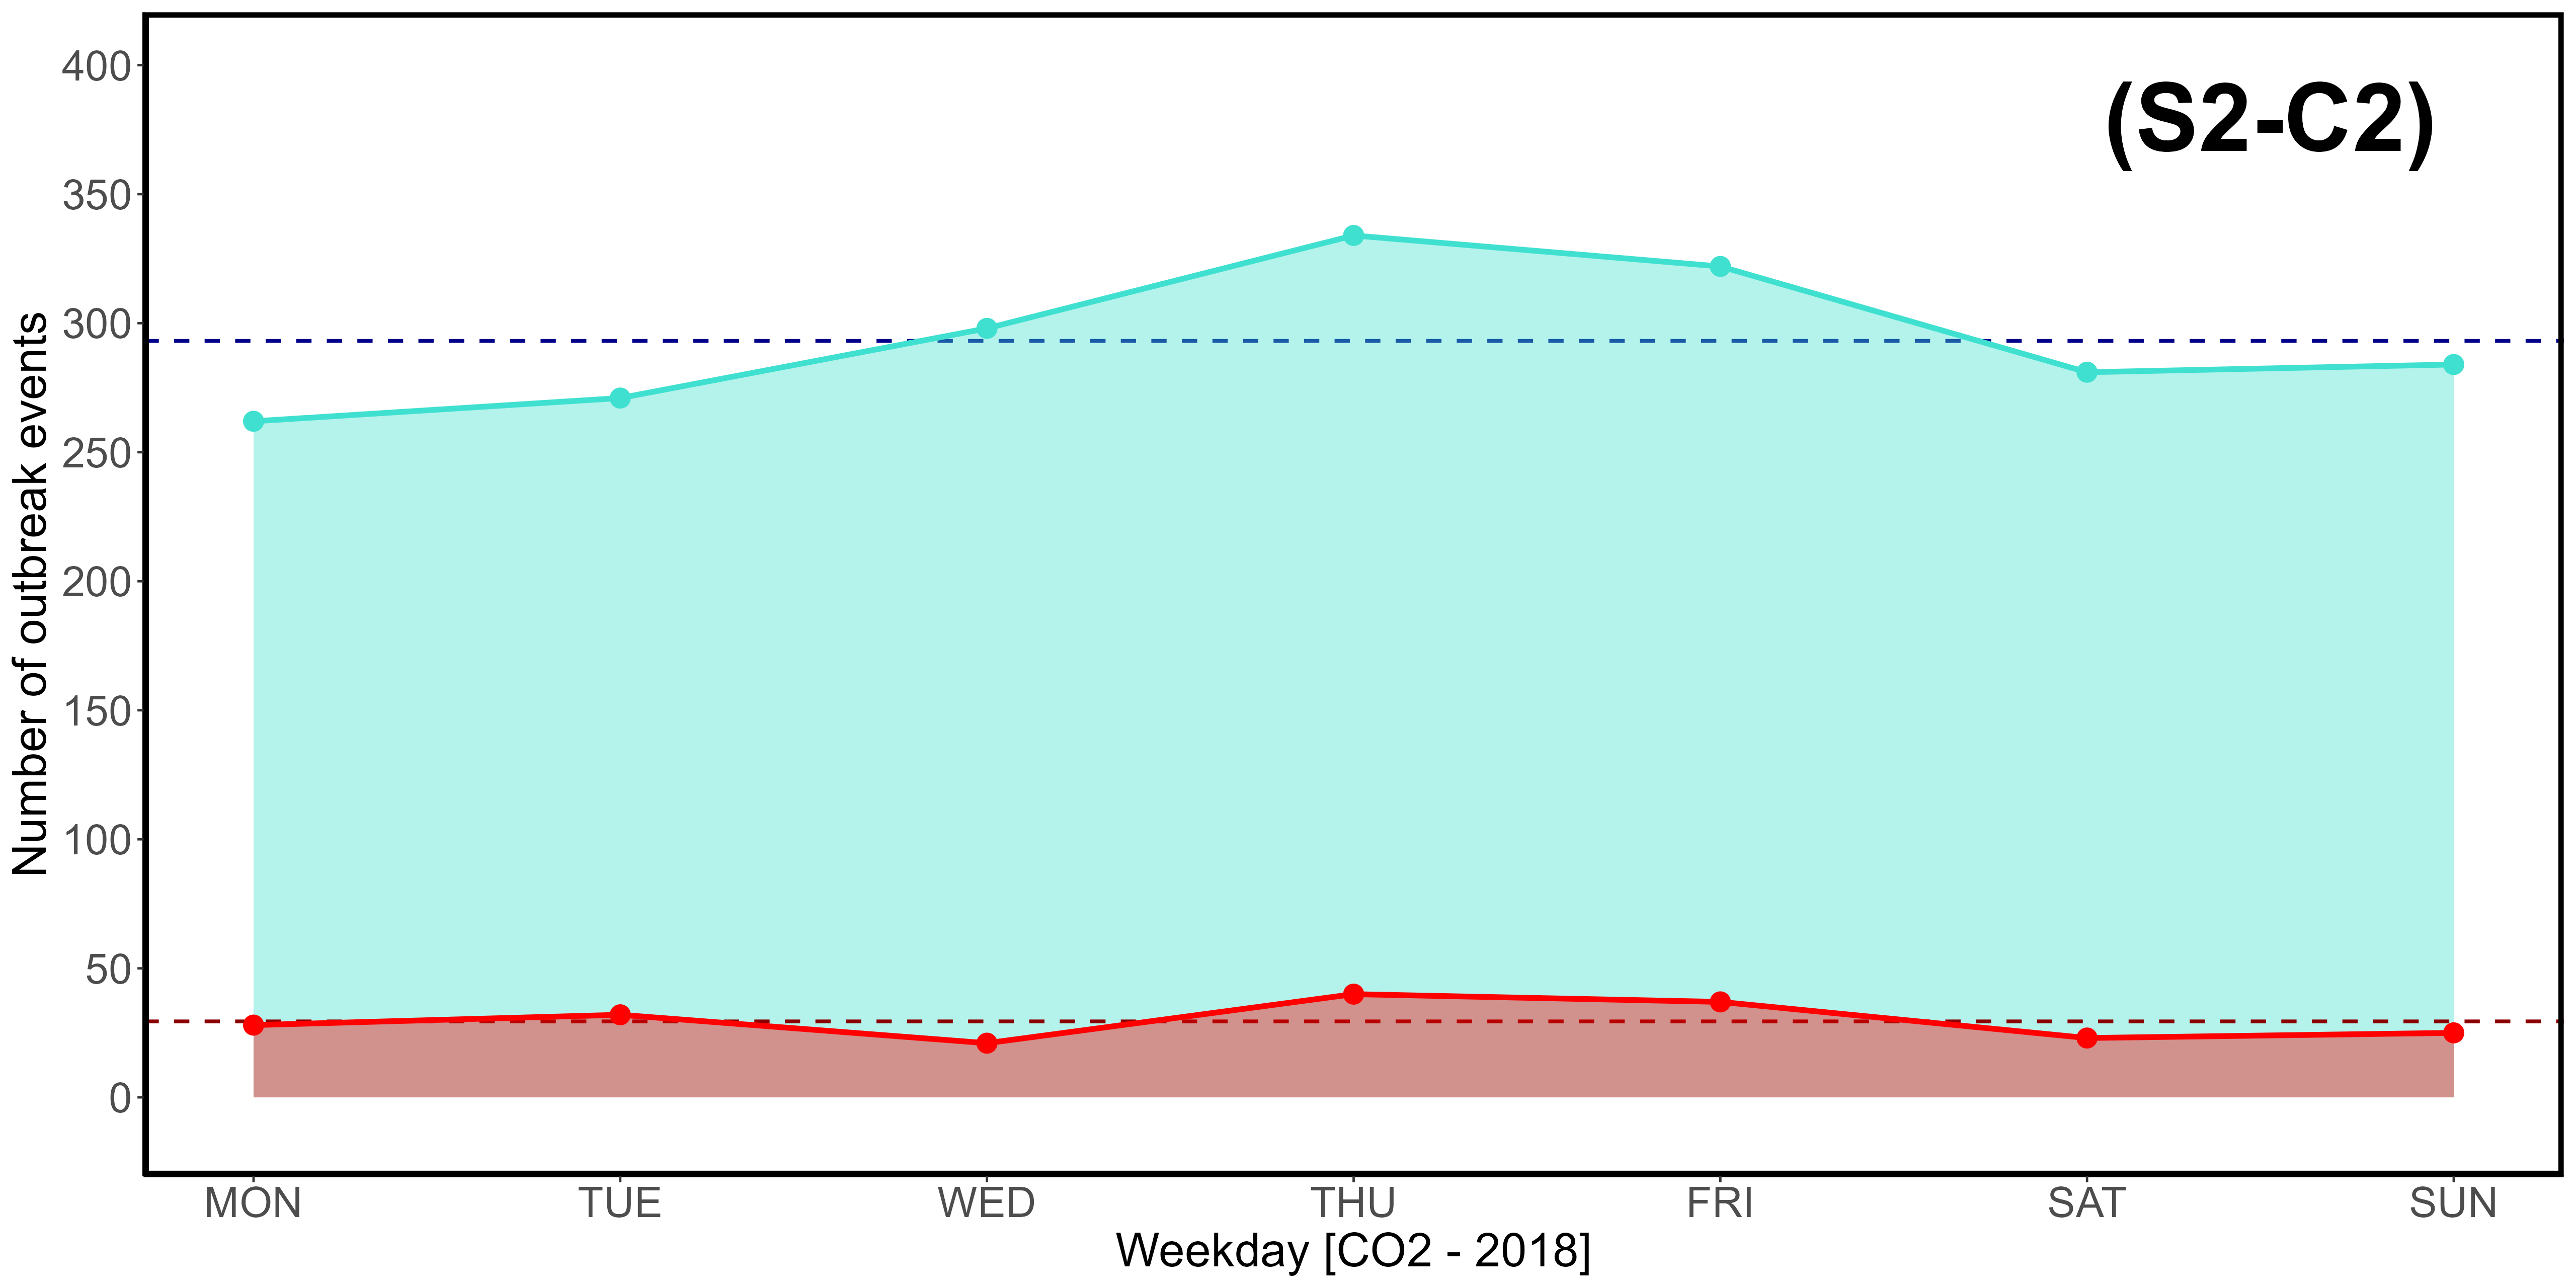 (S2-C2)
Number of outbreak events
400
350
300
250
200
150
100
50
0
MON TUE WED THU FRI SAT SUN
Weekday [CO2 - 2018]